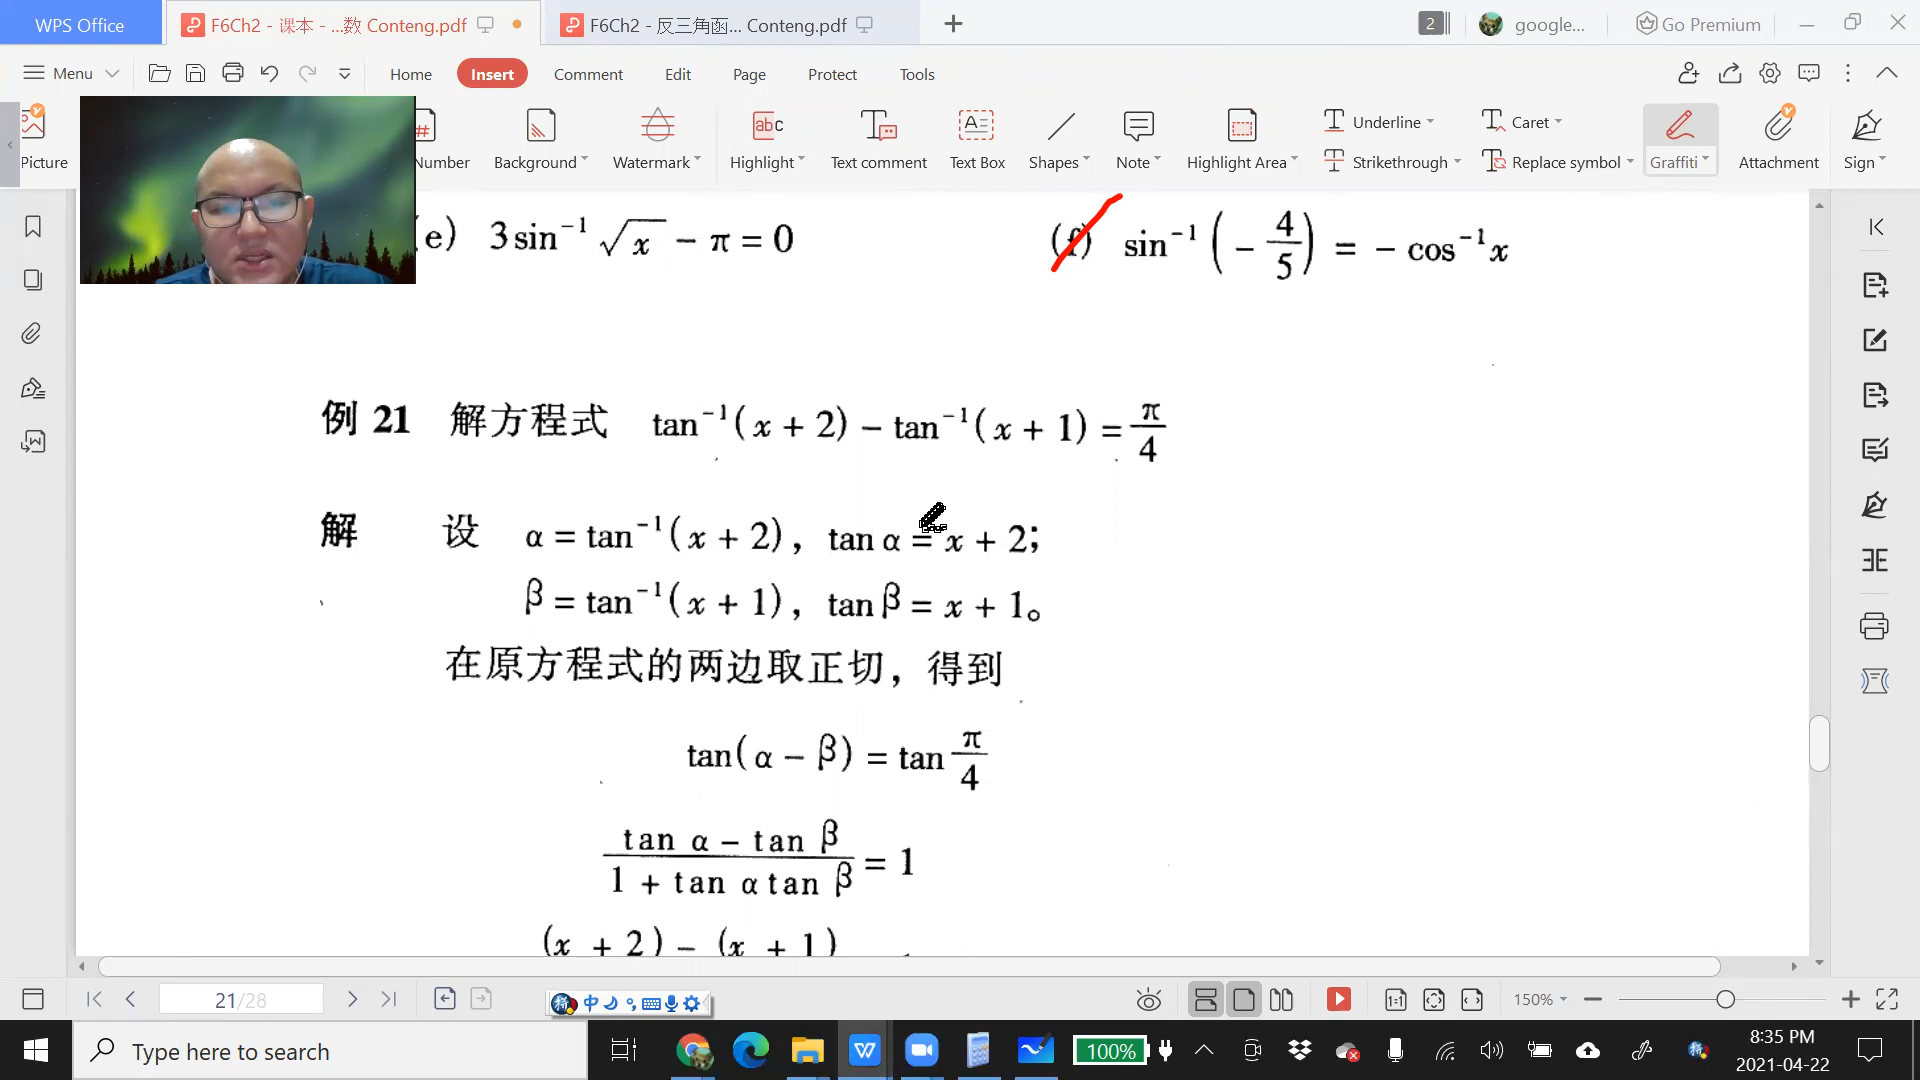 WPS Office
F6Ch2 - 课本 - ...数 Conteng.pdf
F6Ch2 - 反三角函... Conteng.pdf
2
google...
Go Premium
Menu
Home
Insert
Comment
Edit
Page
Protect
Tools
Picture
Number
Background
Watermark
Highlight
Text comment
Text Box
Shapes
Note
Highlight Area
Underline
Strikethrough
Caret
Replace symbol
Graffiti
Attachment
Sign
(e) 3 sin⁻¹ √x − π = 0
(f) sin⁻¹ (− 4/5) = − cos⁻¹x
例 21 解方程式 tan⁻¹(x + 2) − tan⁻¹(x + 1) = π/4
解 设 α = tan⁻¹(x + 2), tan α = x + 2;
β = tan⁻¹(x + 1), tan β = x + 1。
在原方程式的两边取正切，得到
tan(α − β) = tan π/4
(tan α − tan β)/(1 + tan α tan β) = 1
(x + 2) − (x + 1)
21/28
中
150%
Type here to search
100%
8:35 PM
2021-04-22